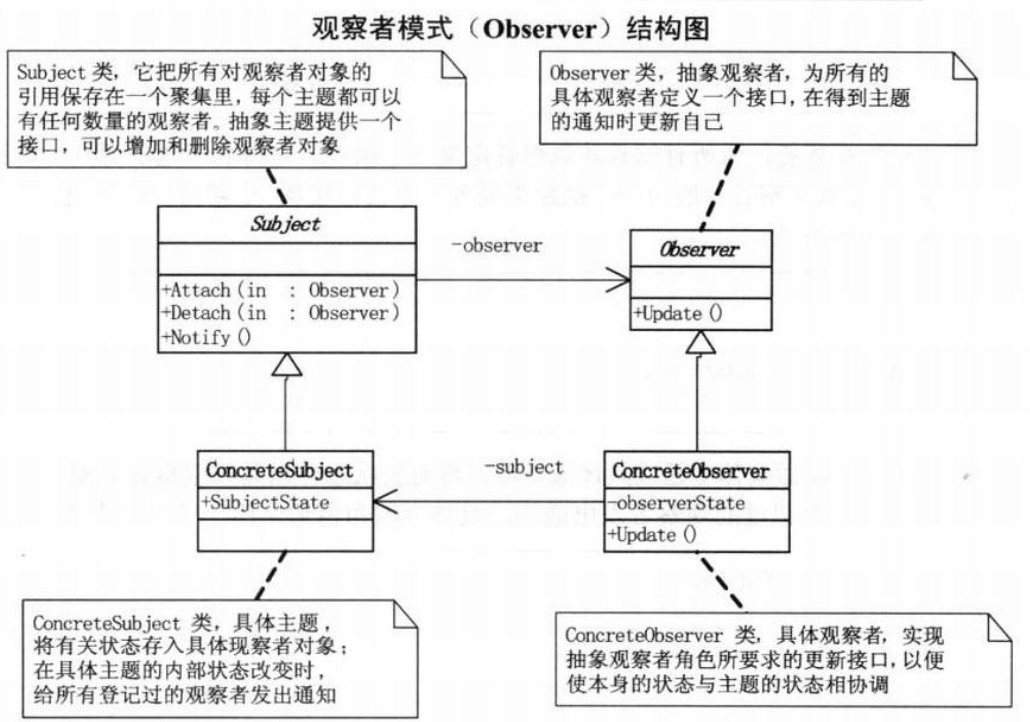 观察者模式（Observer）结构图
Subject 类，它把所有对观察者对象的
引用保存在一个聚集里，每个主题都可以
有任何数量的观察者。抽象主题提供一个
接口，可以增加和删除观察者对象
Observer 类，抽象观察者，为所有的
具体观察者定义一个接口，在得到主题
的通知时更新自己
Subject
+Attach(in : Observer)
+Detach(in : Observer)
+Notify()
-observer
Observer
+Update()
ConcreteSubject
+SubjectState
-subject
ConcreteObserver
-observerState
+Update()
ConcreteSubject 类，具体主题，
将有关状态存入具体现察者对象；
在具体主题的内部状态改变时，
给所有登记过的观察者发出通知
ConcreteObserver 类，具体观察者，实现
抽象观察者角色所要求的更新接口，以便
使本身的状态与主题的状态相协调